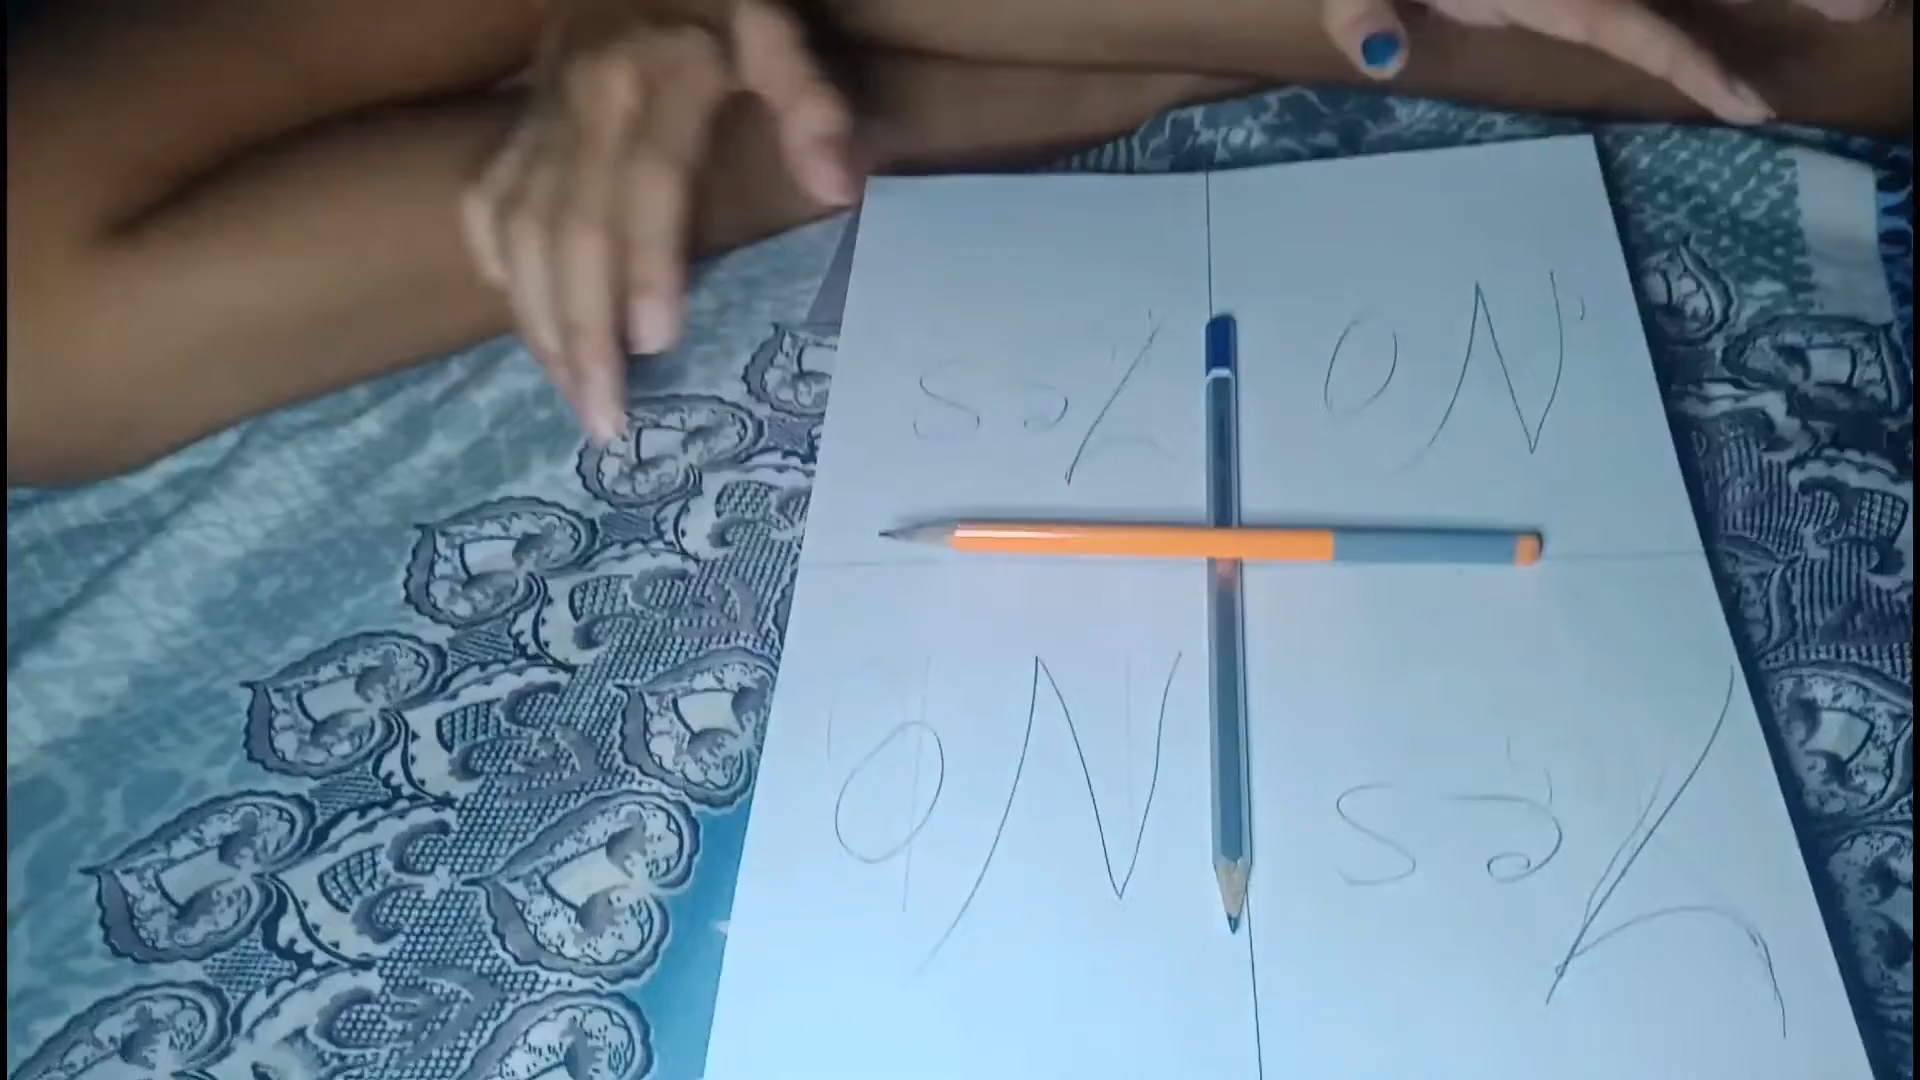 Yes No
No Yes